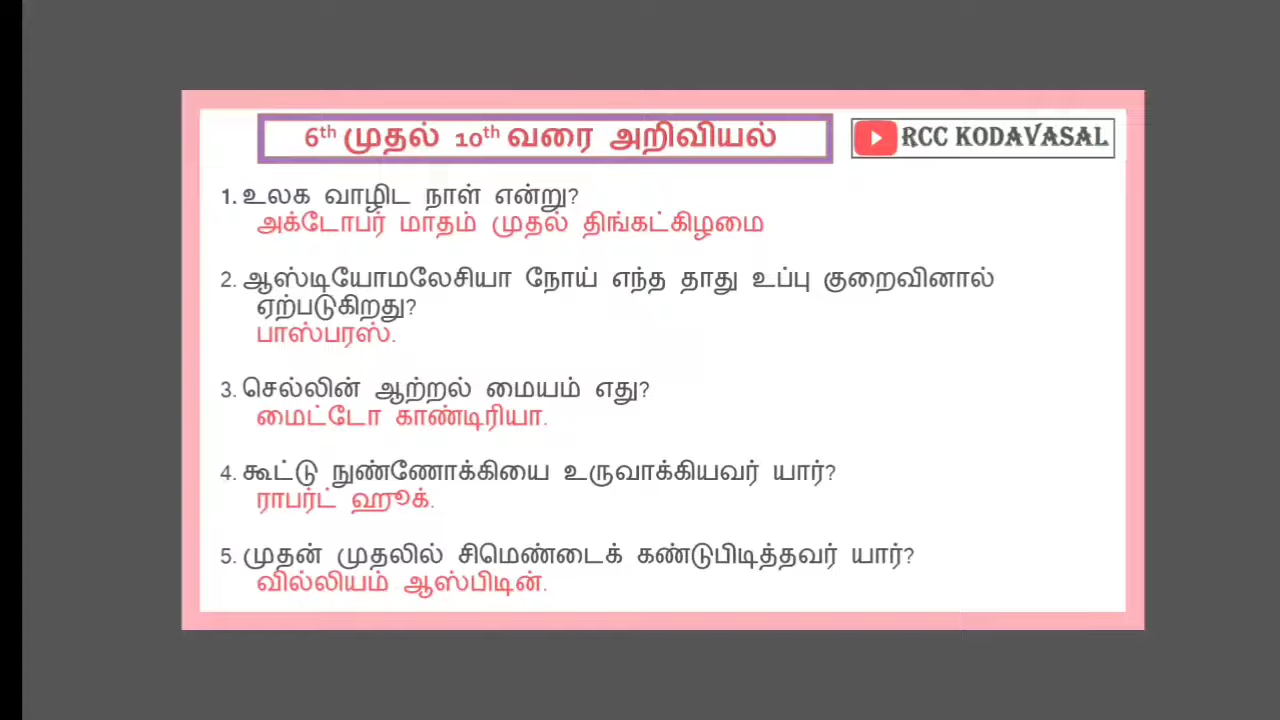 6th முதல் 10th வரை அறிவியல்
RCC KODAVASAL
1. உலக வாழிட நாள் என்று?
அக்டோபர் மாதம் முதல் திங்கட்கிழமை
2. ஆஸ்டியோமலேசியா நோய் எந்த தாது உப்பு குறைவினால்
ஏற்படுகிறது?
பாஸ்பரஸ்.
3. செல்லின் ஆற்றல் மையம் எது?
மைட்டோ காண்டிரியா.
4. கூட்டு நுண்ணோக்கியை உருவாக்கியவர் யார்?
ராபர்ட் ஹூக்.
5. முதன் முதலில் சிமெண்டைக் கண்டுபிடித்தவர் யார்?
வில்லியம் ஆஸ்பிடின்.